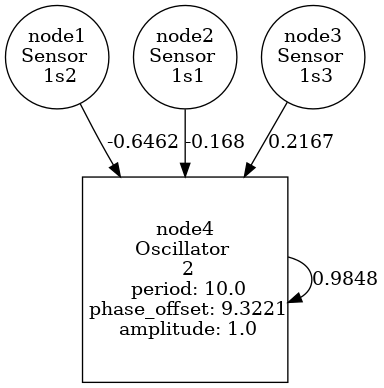 node1
Sensor
1s2
node2
Sensor
1s1
node3
Sensor
1s3
-0.6462
-0.168
0.2167
node4
Oscillator
2
period: 10.0
phase_offset: 9.3221
amplitude: 1.0
0.9848